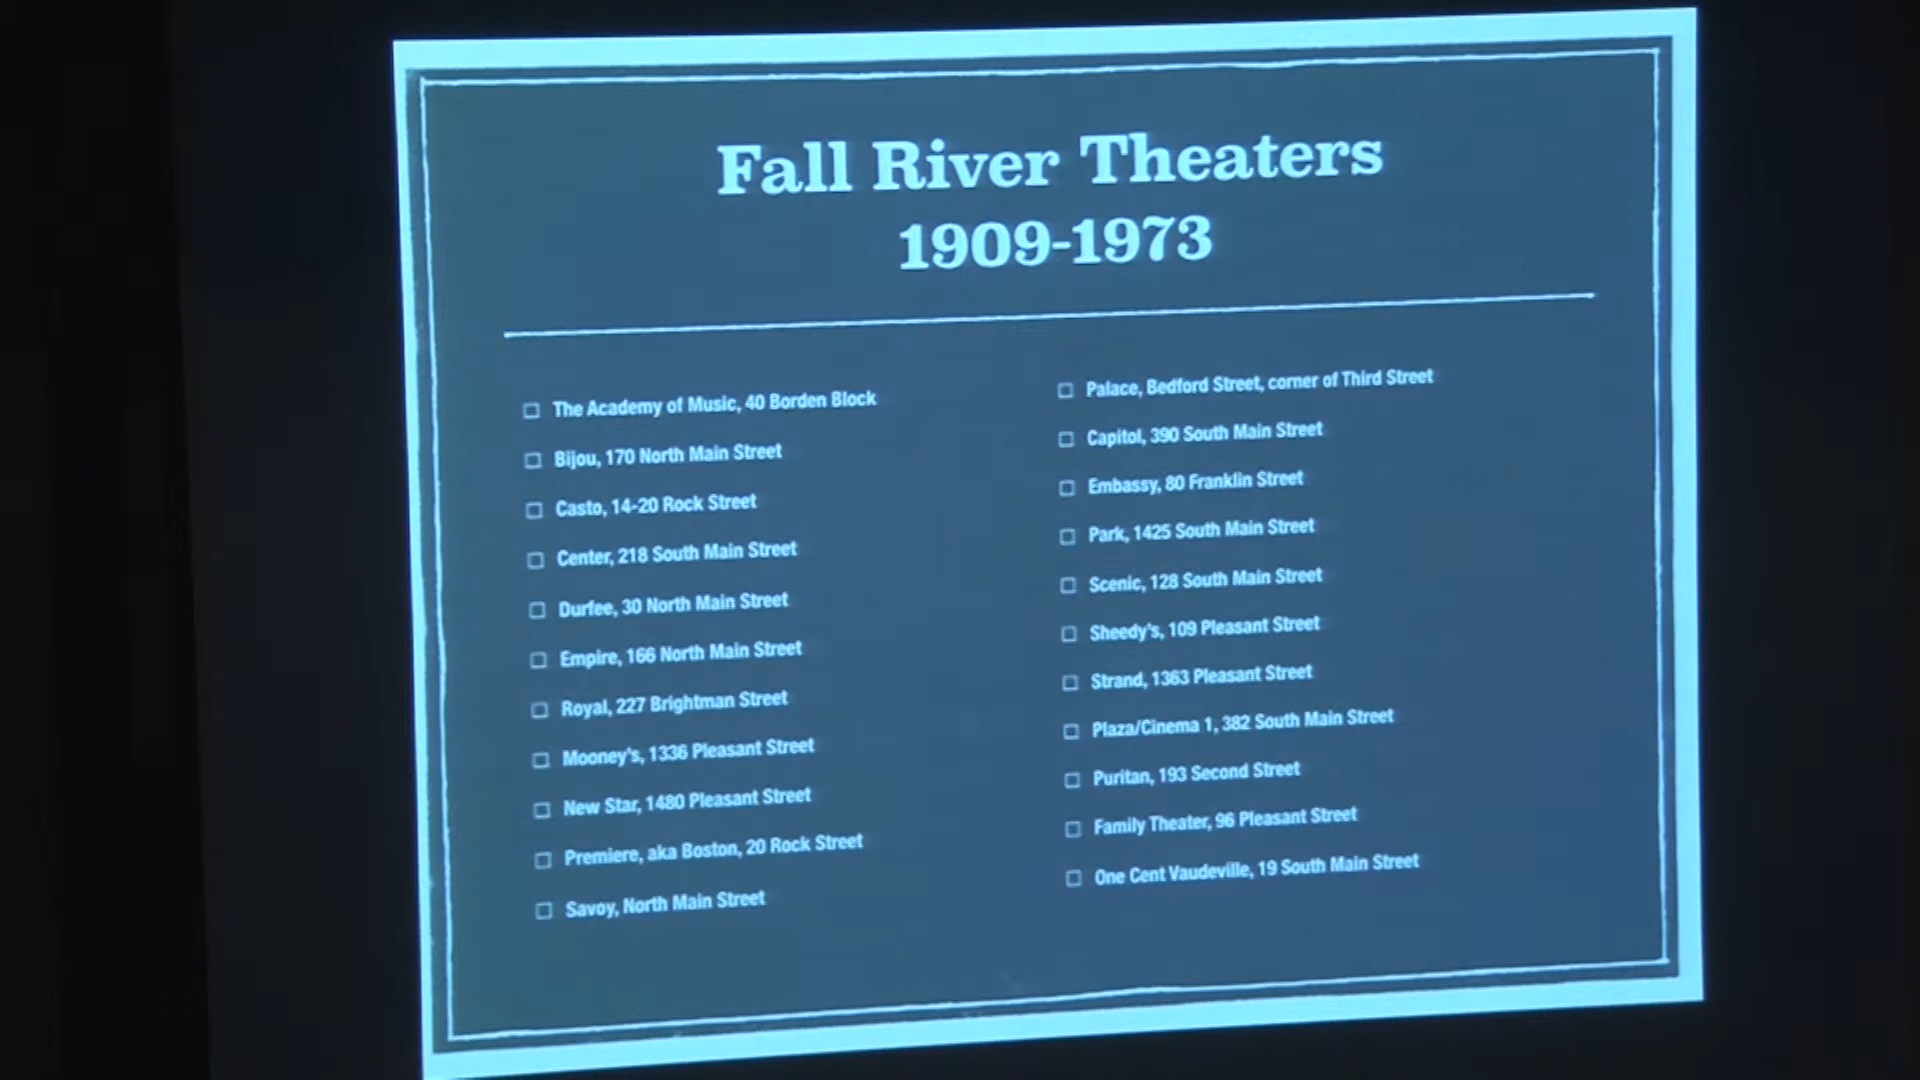 Fall River Theaters
1909-1973
The Academy of Music, 40 Borden Block
Bijou, 170 North Main Street
Casto, 14-20 Rock Street
Center, 218 South Main Street
Durfee, 30 North Main Street
Empire, 166 North Main Street
Royal, 227 Brightman Street
Mooney's, 1336 Pleasant Street
New Star, 1480 Pleasant Street
Premiere, aka Boston, 20 Rock Street
Savoy, North Main Street
Palace, Bedford Street, corner of Third Street
Capitol, 390 South Main Street
Embassy, 80 Franklin Street
Park, 1425 South Main Street
Scenic, 128 South Main Street
Sheedy's, 109 Pleasant Street
Strand, 1363 Pleasant Street
Plaza/Cinema 1, 382 South Main Street
Puritan, 193 Second Street
Family Theater, 96 Pleasant Street
One Cent Vaudeville, 19 South Main Street